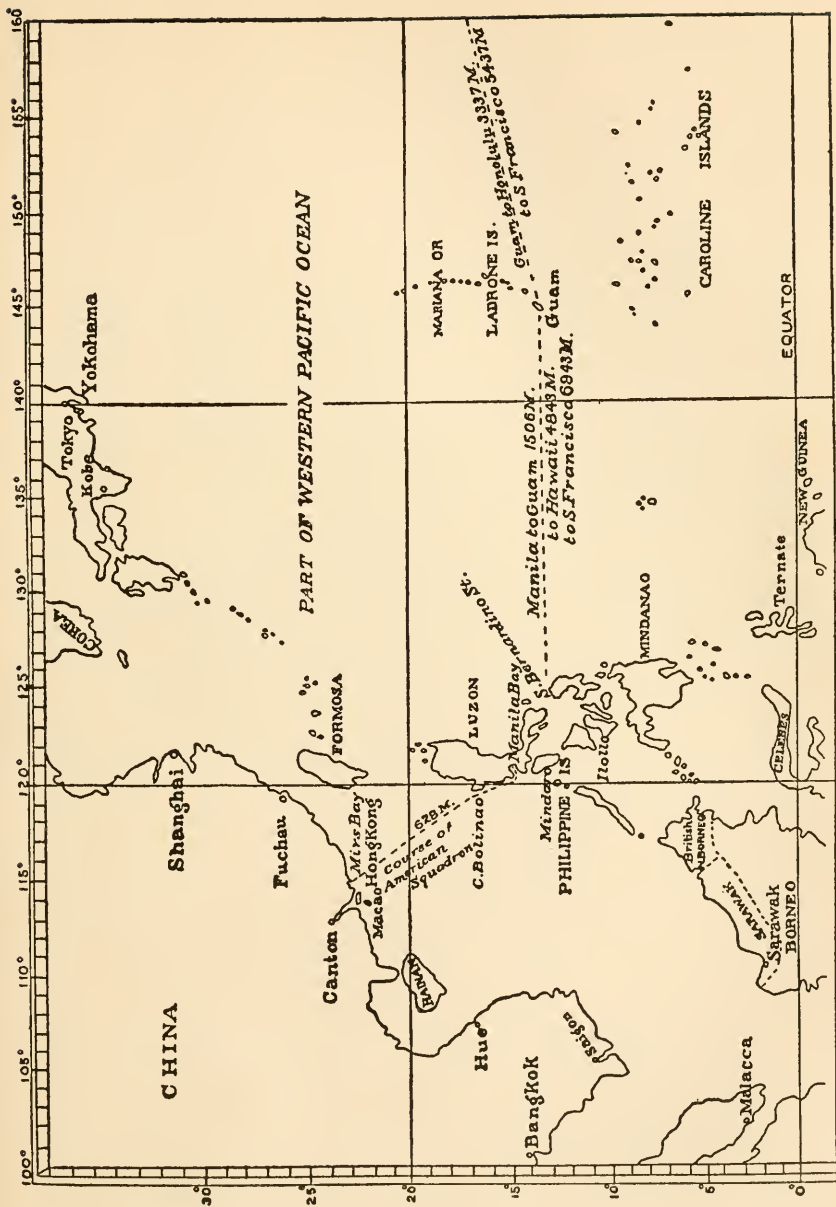 100°
105°
110°
115°
120°
125°
130°
135°
140°
145°
150°
155°
160°
30°
25°
20°
15°
10°
5°
0°
CHINA
COREA
Tokyo
Yokohama
Kobe
Shanghai
Fuchau
FORMOSA
PART OF WESTERN PACIFIC OCEAN
Canton
Macao
HongKong
Mirs Bay
628 M.
Course of
American
Squadron
HAINAN
Hue
Bangkok
Saigon
C. Bolinao
LUZON
Manila Bay
S. Bernardino St.
Mindoro
PHILIPPINE IS
Iloilo
MINDANAO
MARIANA OR
LADRONE IS.
Guam to Honolulu 3337 M.
to S Francisco 5437 M
Guam
Manila to Guam 1506 M.
to Hawaii 4843 M.
to S. Francisco 6943 M.
CAROLINE ISLANDS
EQUATOR
British
N. BORNEO
SARAWAK
Sarawak
BORNEO
Malacca
CELEBES
Ternate
NEW GUINEA